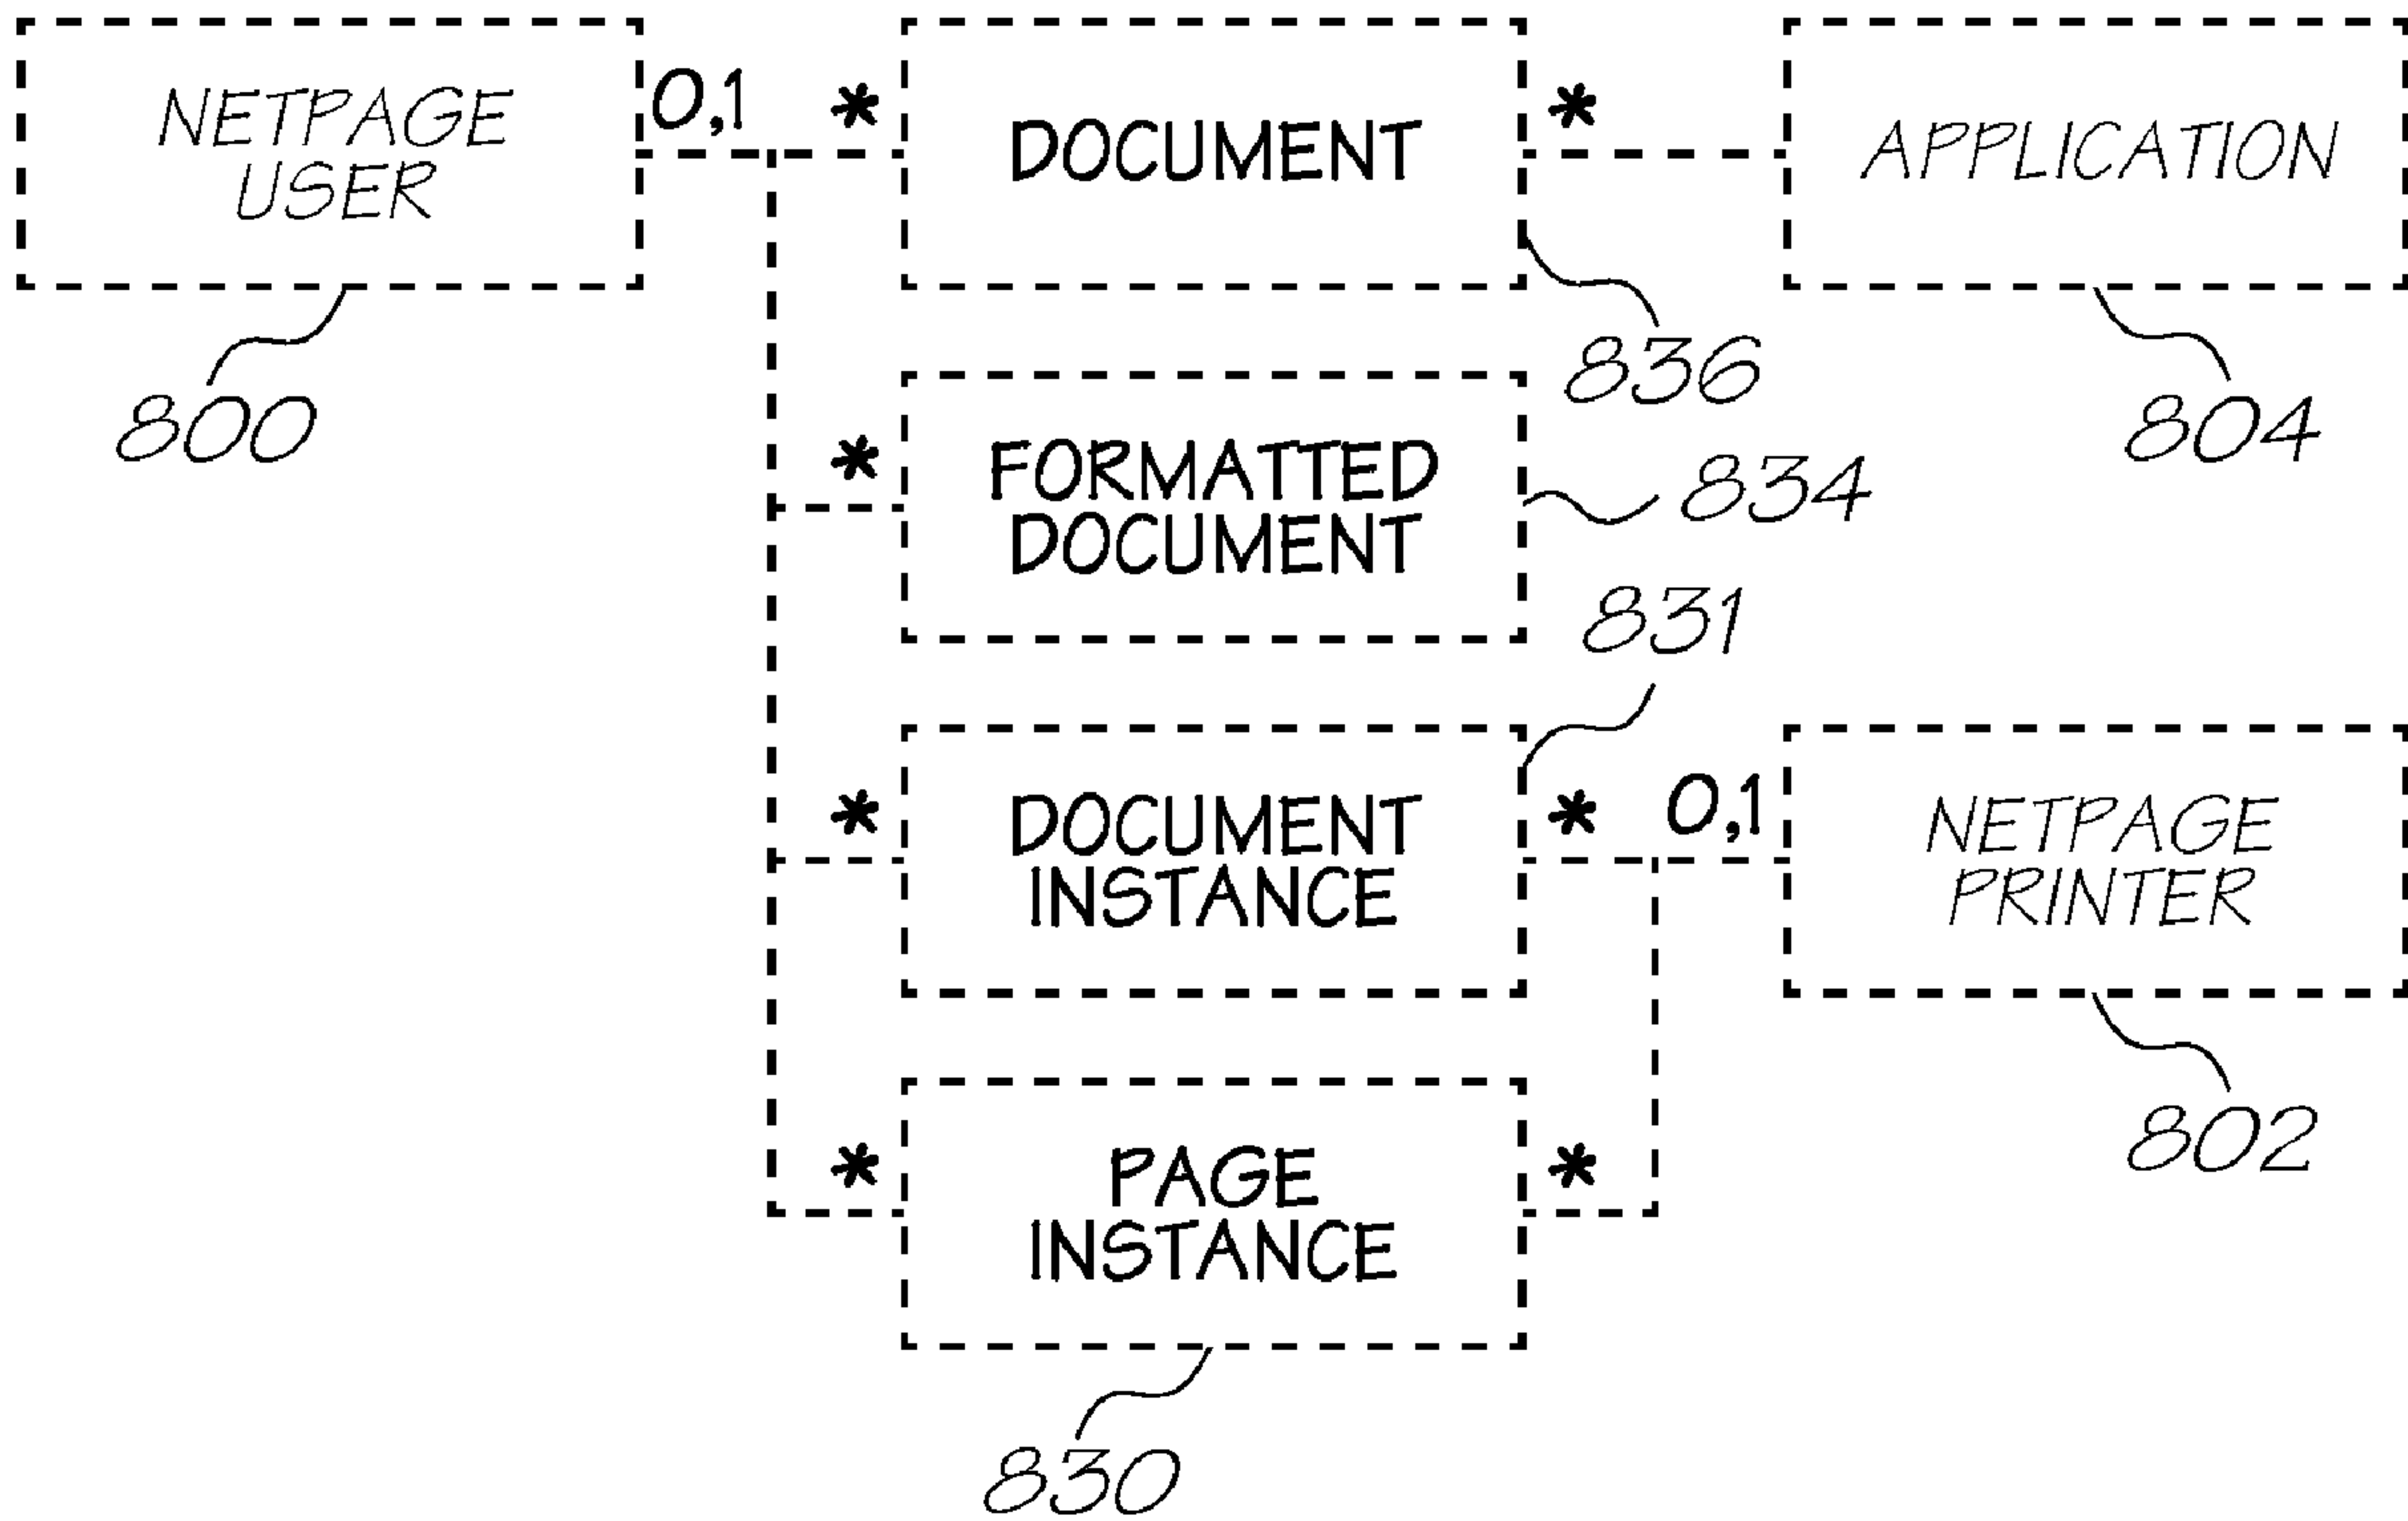 NETPAGE
USER
0,1
*
DOCUMENT
*
APPLICATION
800
836
804
*
FORMATTED
DOCUMENT
834
831
*
DOCUMENT
INSTANCE
*
0,1
NETPAGE
PRINTER
802
*
PAGE
INSTANCE
*
830